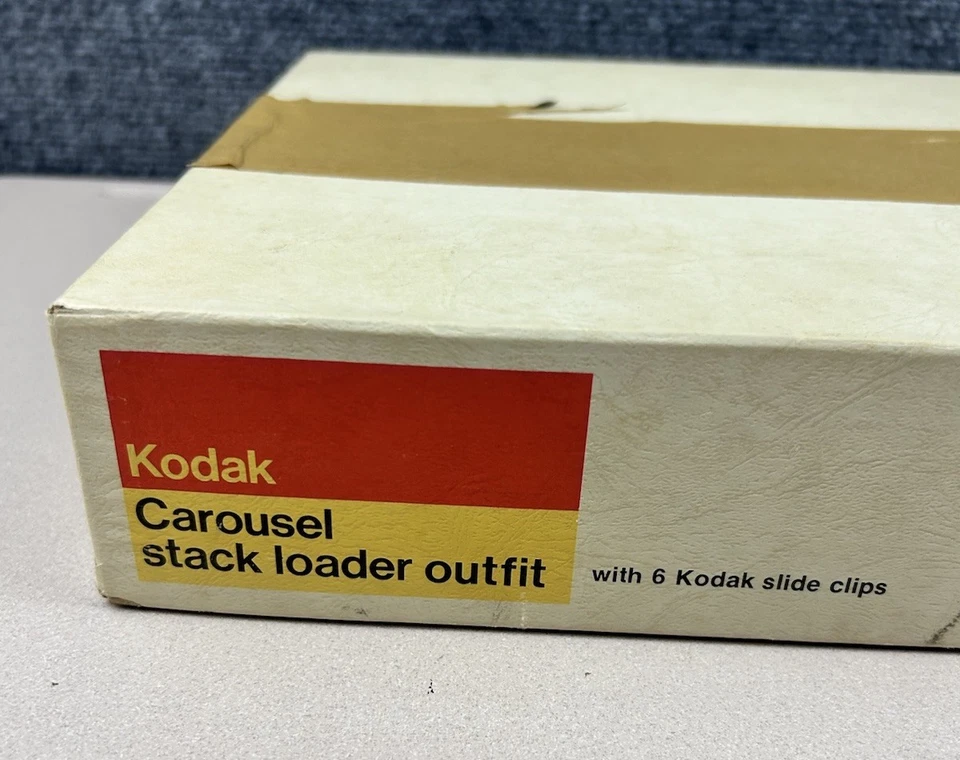 Kodak
Carousel
stack loader outfit
with 6 Kodak slide clips